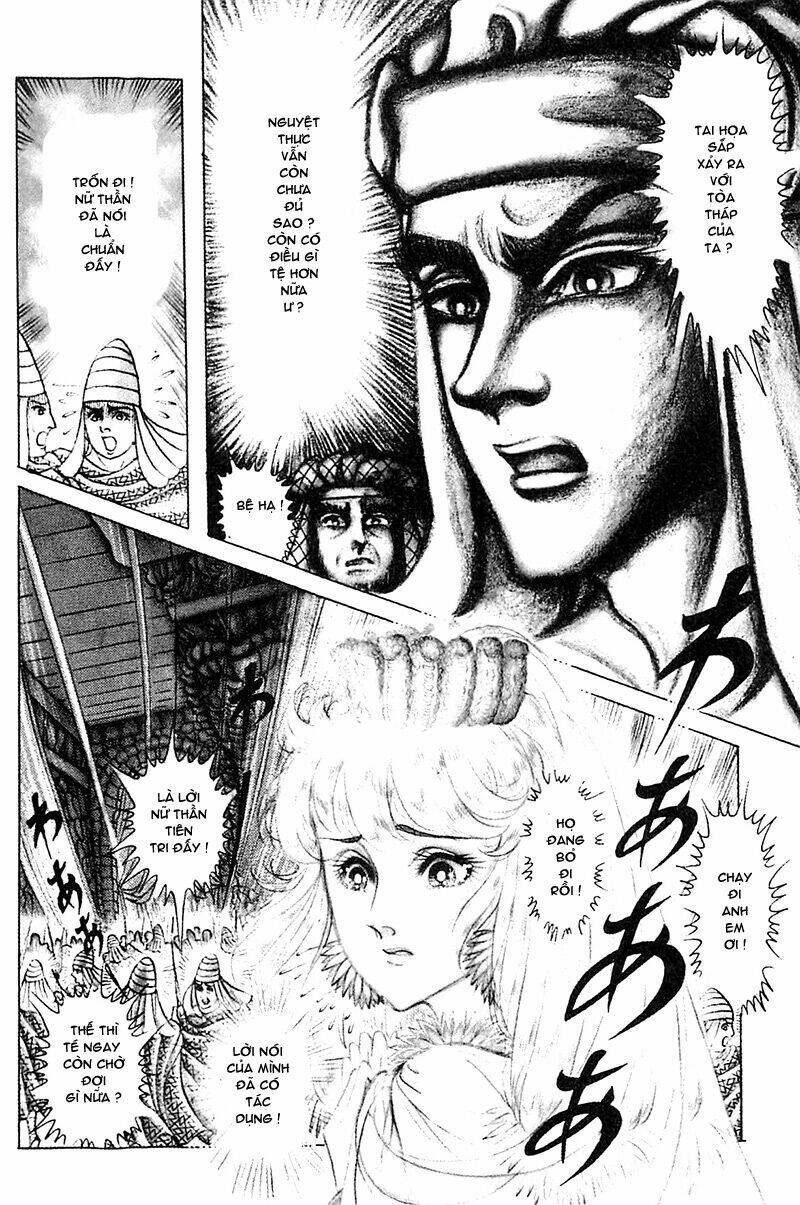 TAI HỌA
SẮP
XẢY RA
VỚI
TÒA
THÁP
CỦA
TA ?
NGUYỆT
THỰC
VẪN
CÒN
CHƯA
ĐỦ
SAO ?
CÒN CÓ
ĐIỀU GÌ
TỆ HƠN
NỮA
Ư ?
BỆ HẠ !
TRỐN ĐI !
NỮ THẦN
ĐÃ NÓI
LÀ
CHUẨN
ĐẤY !
わあああ
CHẠY
ĐI ANH
EM
ƠI !
HỌ
ĐANG
BỎ
ĐI
RỒI !
わ
LÀ LỜI
NỮ THẦN
TIÊN
TRI ĐẤY !
わああ
LỜI NÓI
CỦA MÌNH
ĐÃ CÓ
TÁC
DỤNG !
THẾ THÌ
TẾ NGAY
CÒN CHỜ
ĐỢI
GÌ NỮA ?